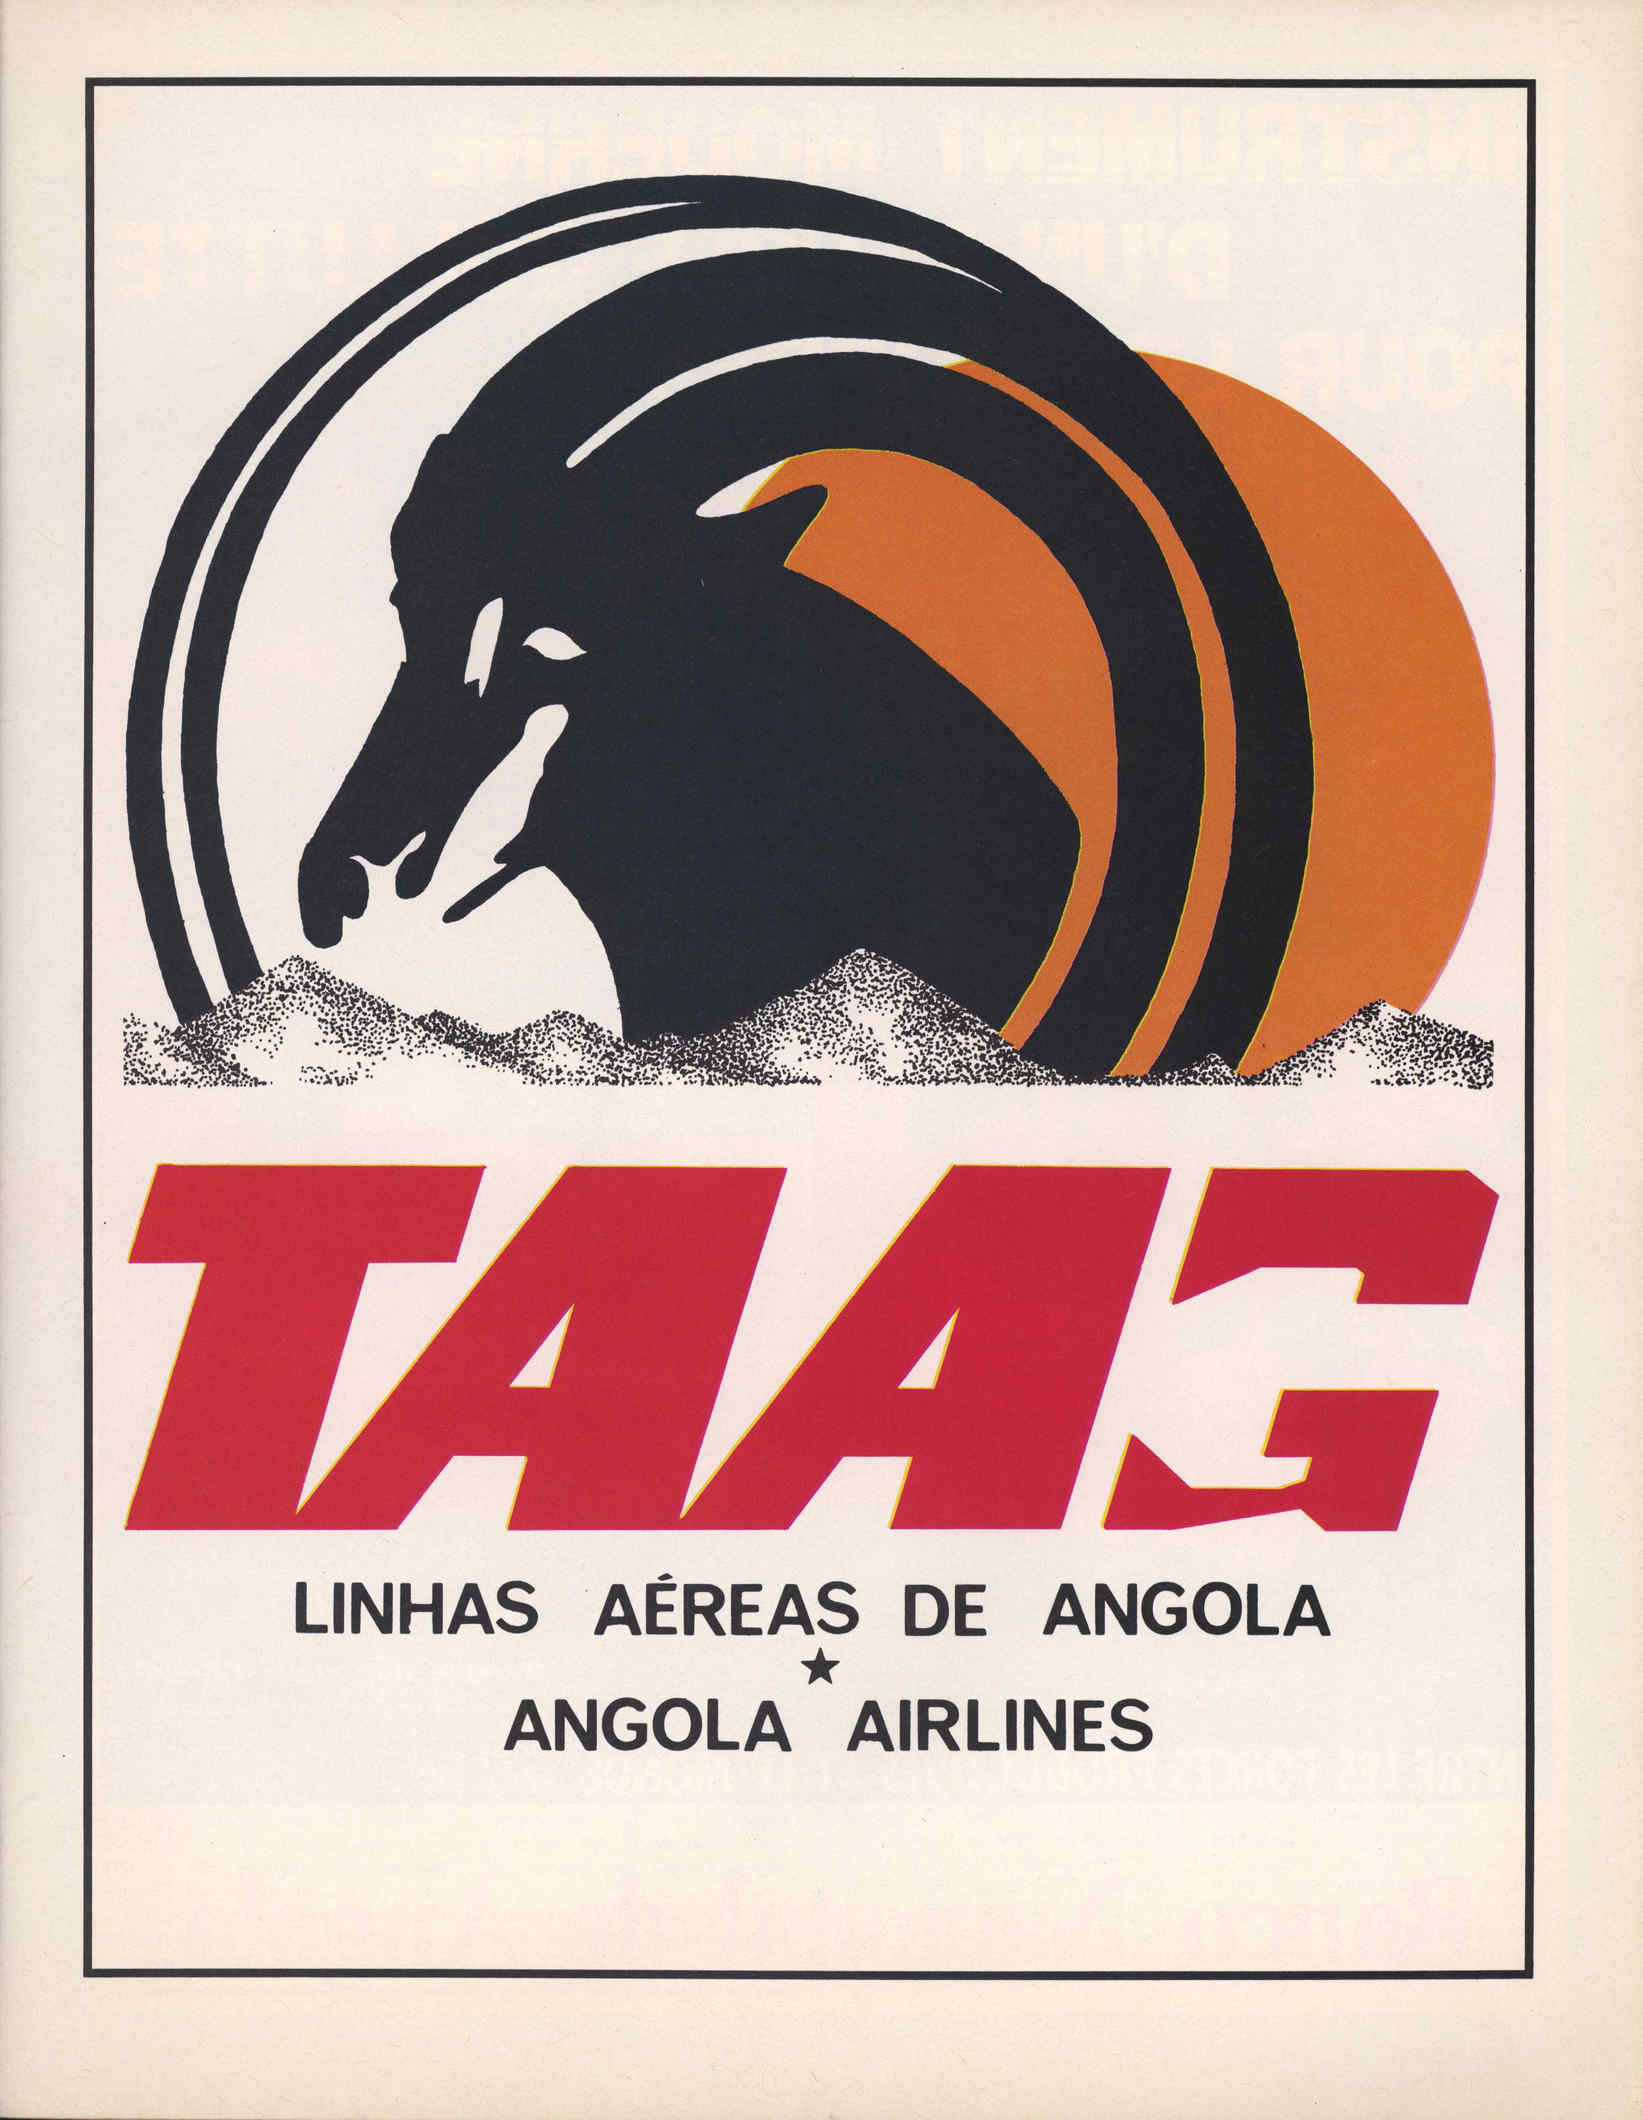 TAAG
LINHAS AÉREAS DE ANGOLA
★
ANGOLA AIRLINES